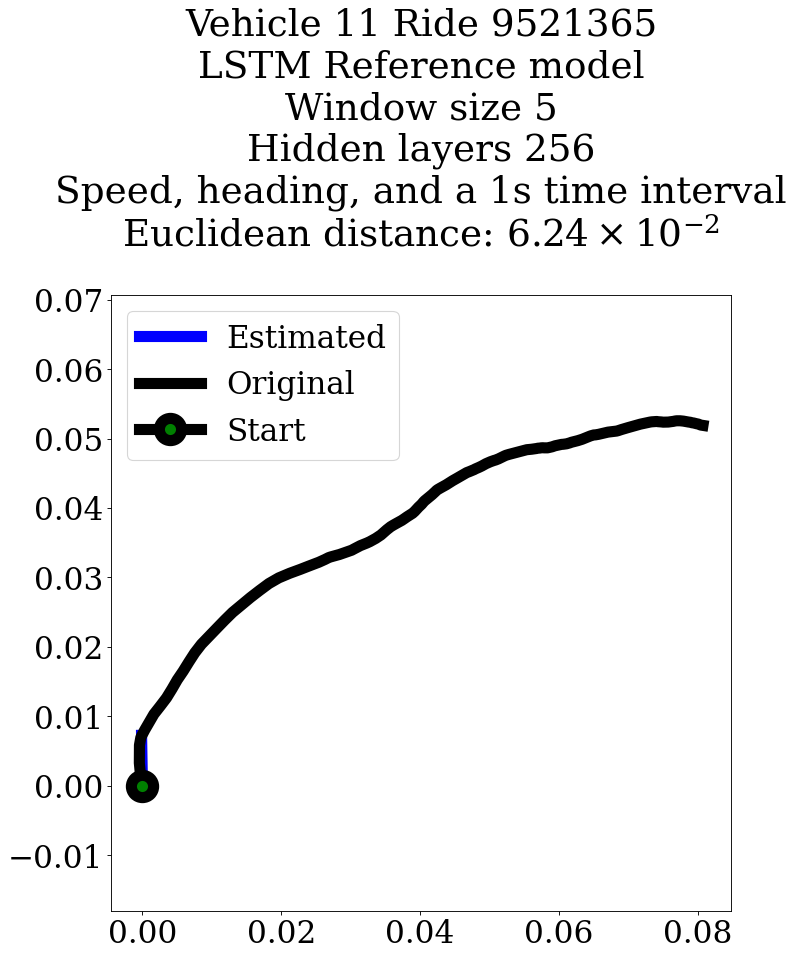 Vehicle 11 Ride 9521365
LSTM Reference model
Window size 5
Hidden layers 256
Speed, heading, and a 1s time interval
Euclidean distance: 6.24 × 10⁻²
0.07
0.06
0.05
0.04
0.03
0.02
0.01
0.00
−0.01
Estimated
Original
Start
0.00 0.02 0.04 0.06 0.08